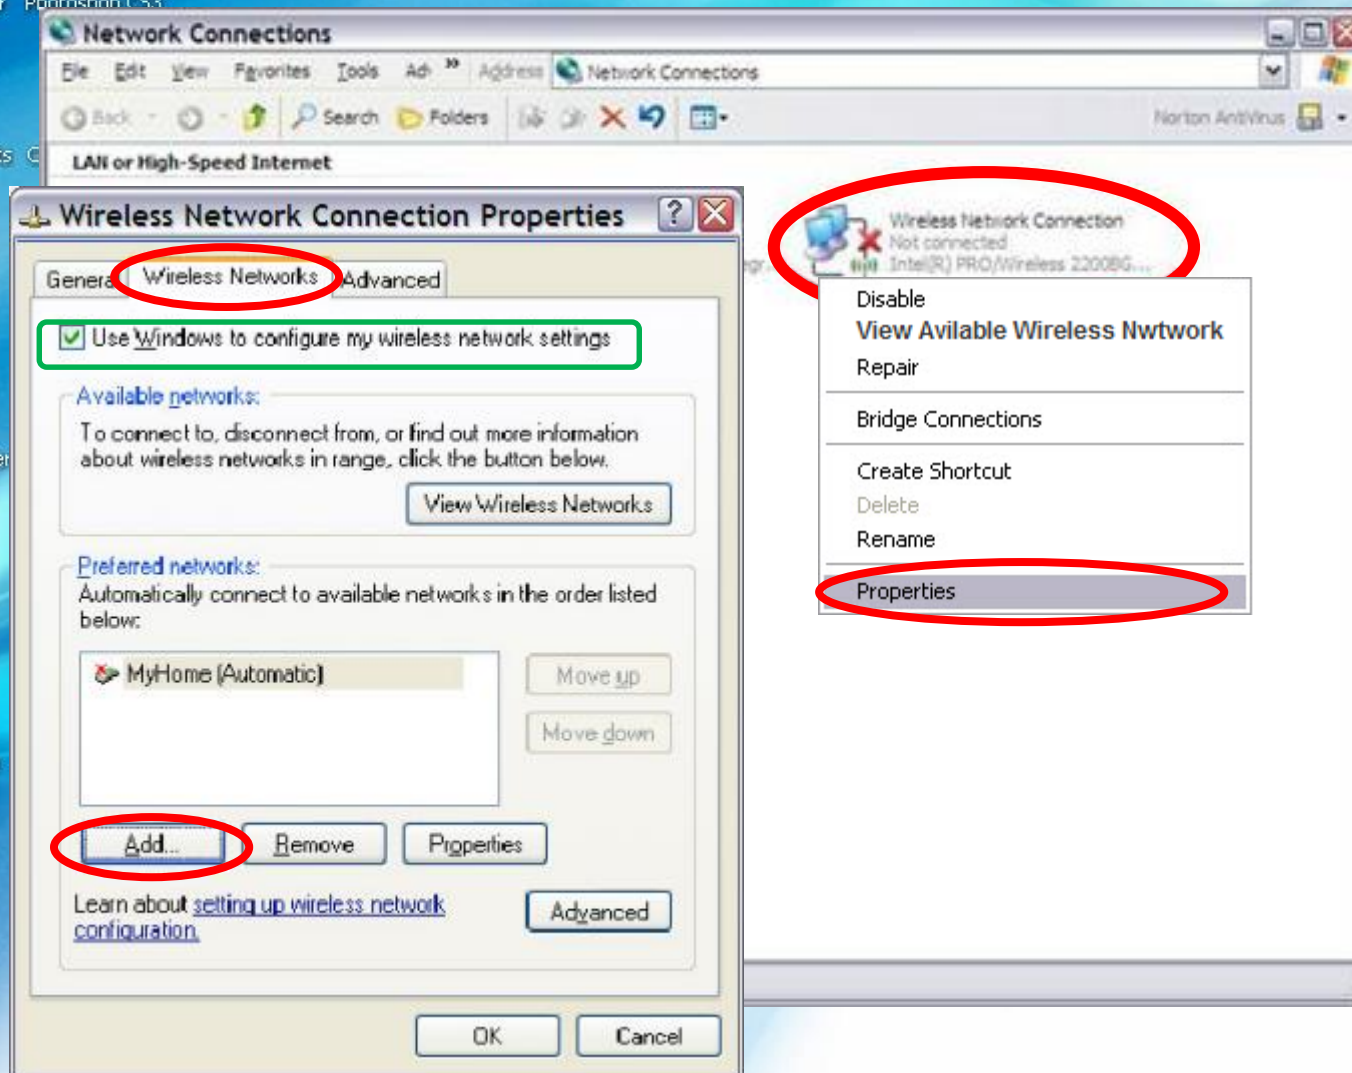 Photoshop CS3
Network Connections
File Edit View Favorites Tools Adv » Address Network Connections
Back Search Folders Norton AntiVirus
LAN or High-Speed Internet
Wireless Network Connection
Not connected
Intel(R) PRO/Wireless 2200BG...
Disable
View Avilable Wireless Nwtwork
Repair
Bridge Connections
Create Shortcut
Delete
Rename
Properties
Wireless Network Connection Properties
General Wireless Networks Advanced
Use Windows to configure my wireless network settings
Available networks:
To connect to, disconnect from, or find out more information
about wireless networks in range, click the button below.
View Wireless Networks
Preferred networks:
Automatically connect to available networks in the order listed
below:
MyHome (Automatic)
Move up
Move down
Add... Remove Properties
Learn about setting up wireless network
configuration.
Advanced
OK Cancel